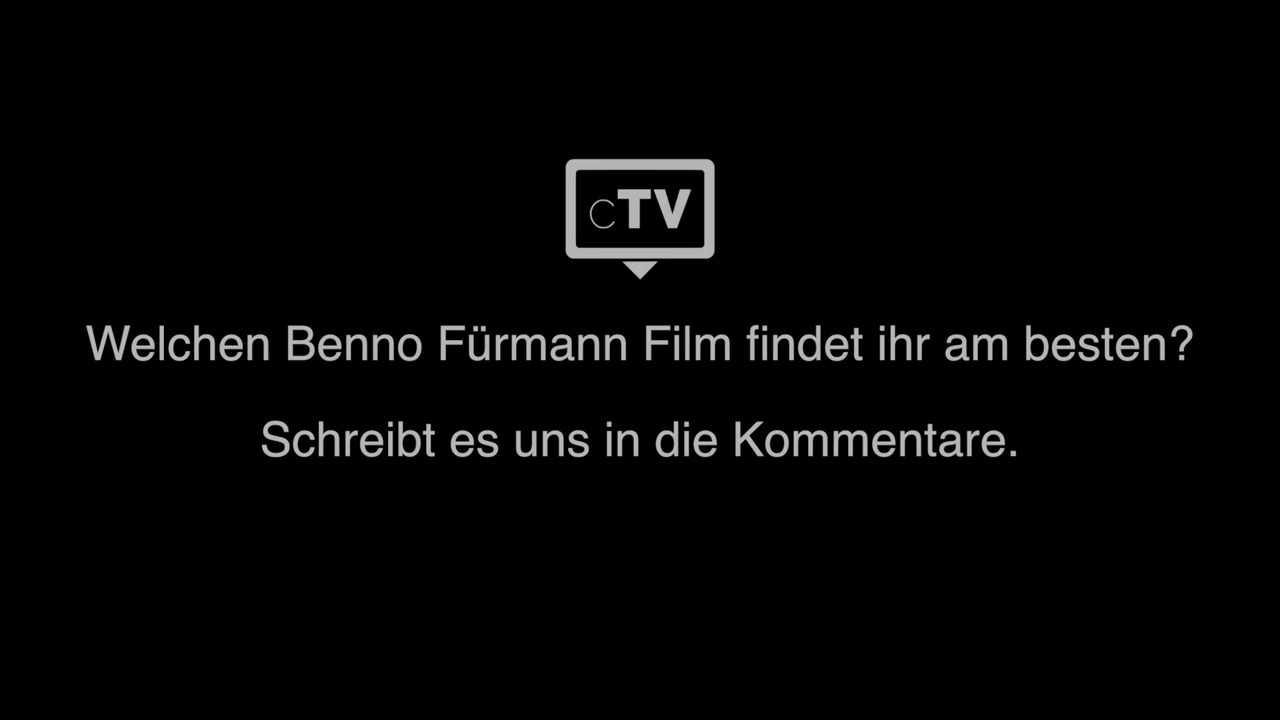 cTV
Welchen Benno Fürmann Film findet ihr am besten?
Schreibt es uns in die Kommentare.